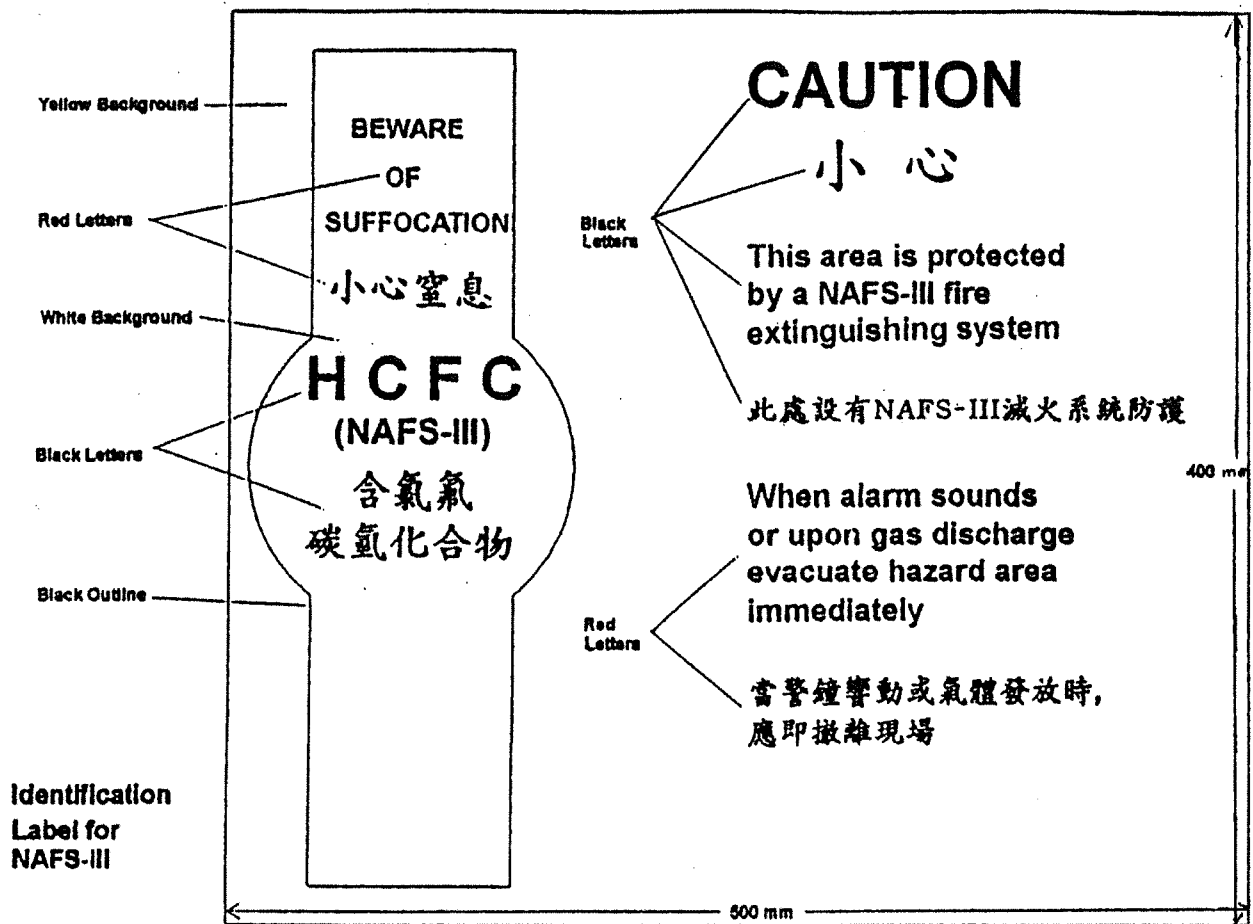 Yellow Background
Red Letters
White Background
Black Letters
Black Outline
Identification
Label for
NAFS-III
BEWARE
OF
SUFFOCATION
小心窒息
H C F C
(NAFS-III)
含氯氟
碳氫化合物
Black
Letters
Red
Letters
CAUTION
小 心
This area is protected
by a NAFS-III fire
extinguishing system
此處設有NAFS-III滅火系統防護
When alarm sounds
or upon gas discharge
evacuate hazard area
immediately
當警鐘響動或氣體發放時,
應即撤離現場
400 mm
500 mm